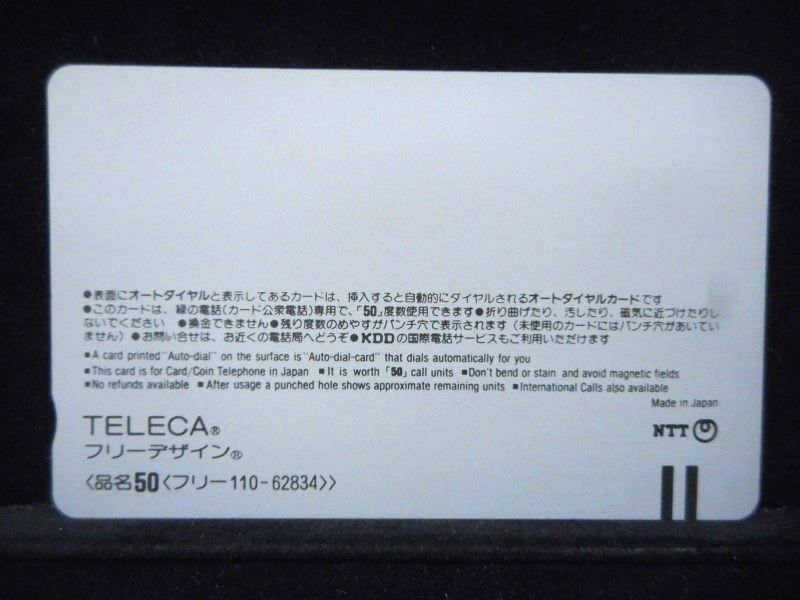 ●表面にオートダイヤルと表示してあるカードは、挿入すると自動的にダイヤルされるオートダイヤルカードです
●このカードは、緑の電話(カード公衆電話)専用で、「50」度数使用できます●折り曲げたり、汚したり、磁気に近づけたりし
ないでください ●換金できません●残り度数のめやすがパンチ穴で表示されます(未使用のカードにはパンチ穴があいてい
ません)●お問い合せは、お近くの電話局へどうぞ●KDDの国際電話サービスもご利用いただけます
■A card printed "Auto-dial" on the surface is "Auto-dial-card" that dials automatically for you
■This card is for Card/Coin Telephone in Japan ■It is worth「50」call units ■Don't bend or stain and avoid magnetic fields
■No refunds available ■After usage a punched hole shows approximate remaining units ■International Calls also available
Made in Japan
TELECA®
NTT
フリーデザイン®
〈品名50〈フリー110-62834〉〉